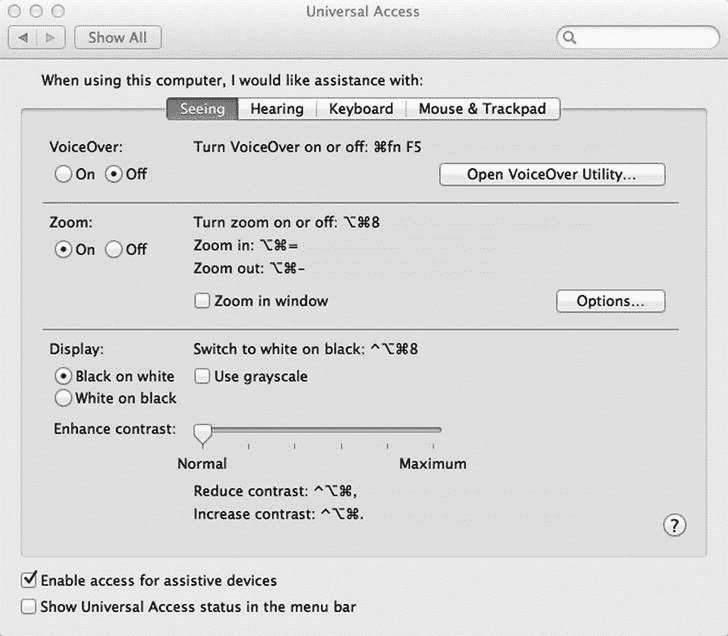 Universal Access
Show All
When using this computer, I would like assistance with:
Seeing Hearing Keyboard Mouse & Trackpad
VoiceOver: Turn VoiceOver on or off: ⌘fn F5
On Off Open VoiceOver Utility...
Zoom: Turn zoom on or off: ⌥⌘8
On Off Zoom in: ⌥⌘=
Zoom out: ⌥⌘-
Zoom in window Options...
Display: Switch to white on black: ^⌥⌘8
Black on white Use grayscale
White on black
Enhance contrast:
Normal Maximum
Reduce contrast: ^⌥⌘,
Increase contrast: ^⌥⌘.
?
Enable access for assistive devices
Show Universal Access status in the menu bar